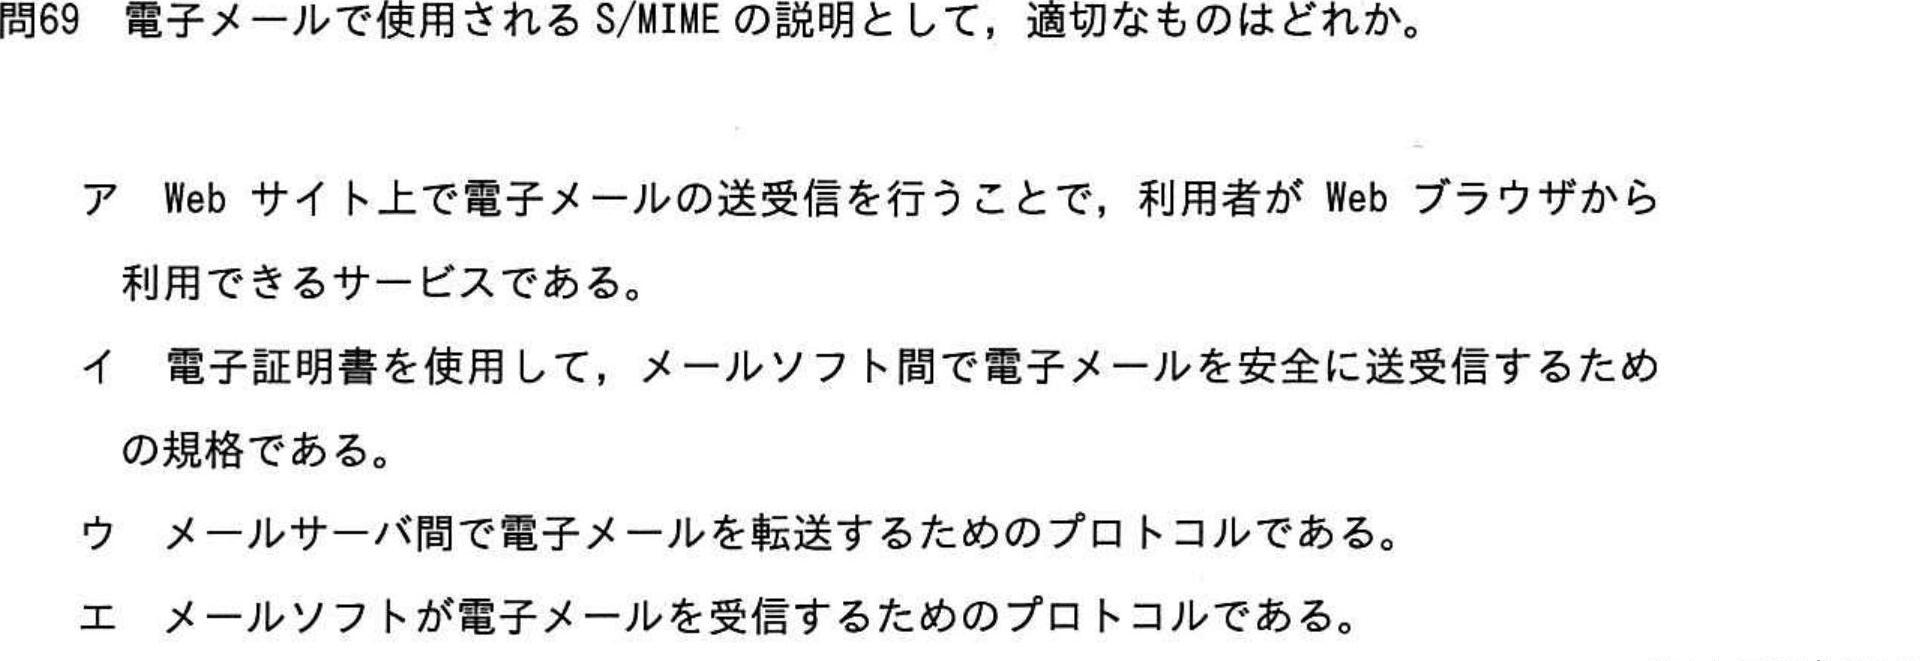 問69　電子メールで使用される S/MIME の説明として，適切なものはどれか。
ア　Web サイト上で電子メールの送受信を行うことで，利用者が Web ブラウザから
利用できるサービスである。
イ　電子証明書を使用して，メールソフト間で電子メールを安全に送受信するため
の規格である。
ウ　メールサーバ間で電子メールを転送するためのプロトコルである。
エ　メールソフトが電子メールを受信するためのプロトコルである。